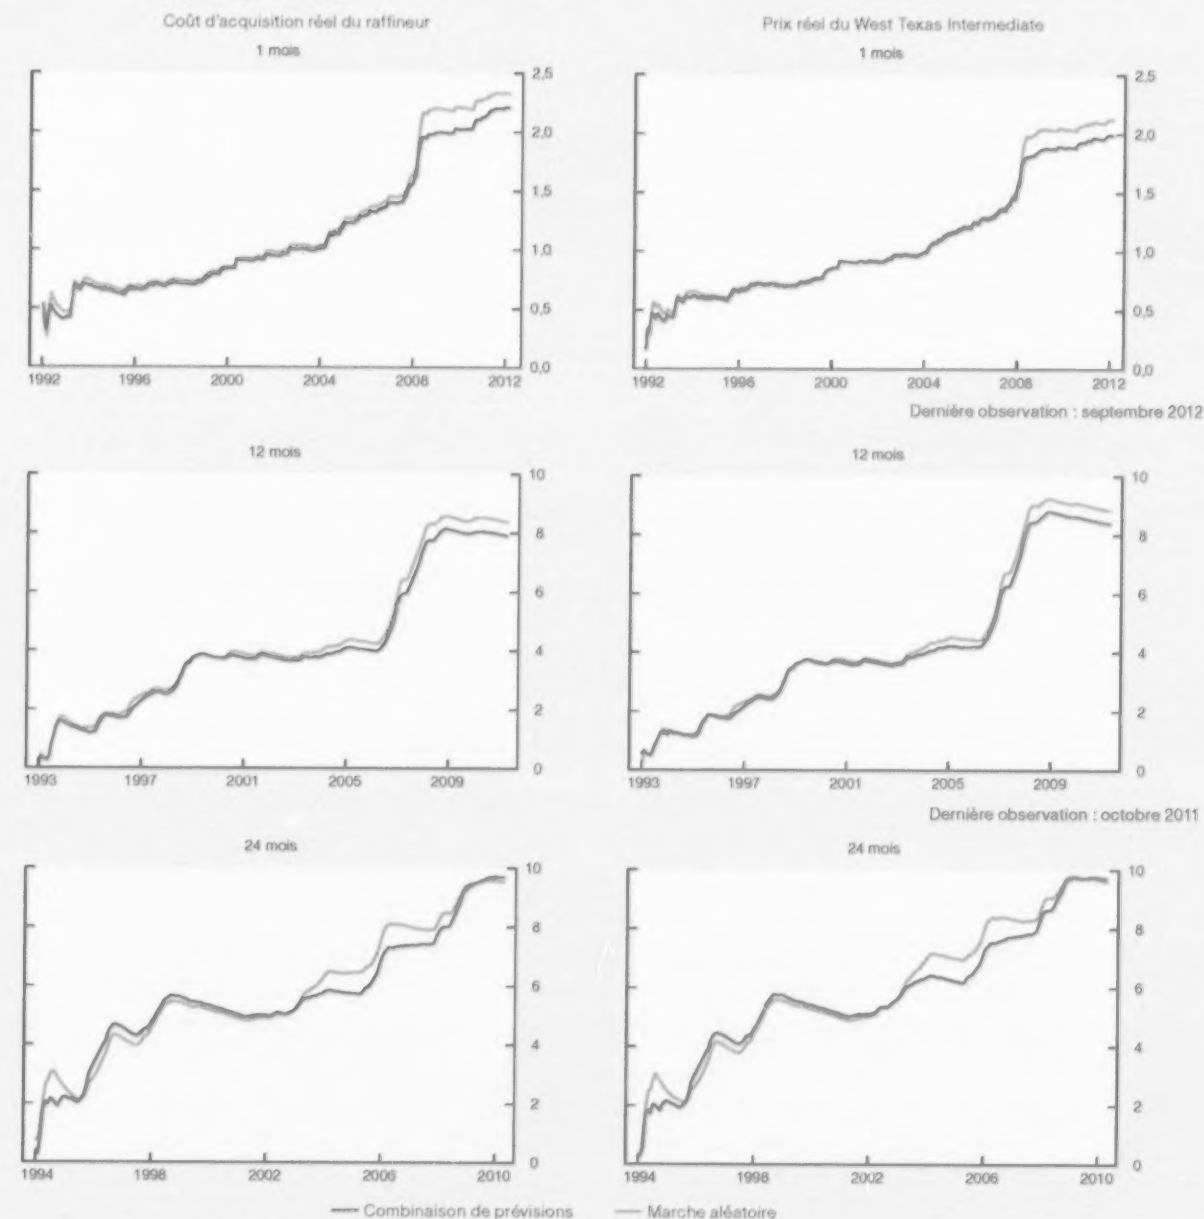 Coût d'acquisition réel du raffineur
1 mois
2,5
2,0
1,5
1,0
0,5
0,0
1992 1996 2000 2004 2008 2012
Prix réel du West Texas Intermediate
1 mois
2,5
2,0
1,5
1,0
0,5
0,0
1992 1996 2000 2004 2008 2012
Dernière observation : septembre 2012
12 mois
10
8
6
4
2
0
1993 1997 2001 2005 2009
12 mois
10
8
6
4
2
0
1993 1997 2001 2005 2009
Dernière observation : octobre 2011
24 mois
10
8
6
4
2
0
1994 1998 2002 2006 2010
24 mois
10
8
6
4
2
0
1994 1998 2002 2006 2010
Combinaison de prévisions Marche aléatoire